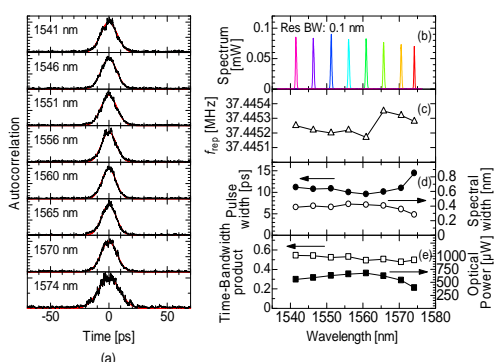 1541 nm
1546 nm
1551 nm
1556 nm
1560 nm
1565 nm
1570 nm
1574 nm
Autocorrelation
-50 0 50
Time [ps]
(a)
Res BW: 0.1 nm
(b)
0.1
0.05
0
Spectrum
[mW]
(c)
37.4454
37.4453
37.4452
37.4451
f_rep [MHz]
(d)
15
10
5
0
Pulse
width [ps]
0.8
0.6
0.4
0.2
0
Spectral
width [nm]
(e)
0.6
0.4
0.2
Time-Bandwidth
product
1000
750
500
250
Optical
Power [µW]
1540 1550 1560 1570 1580
Wavelength [nm]